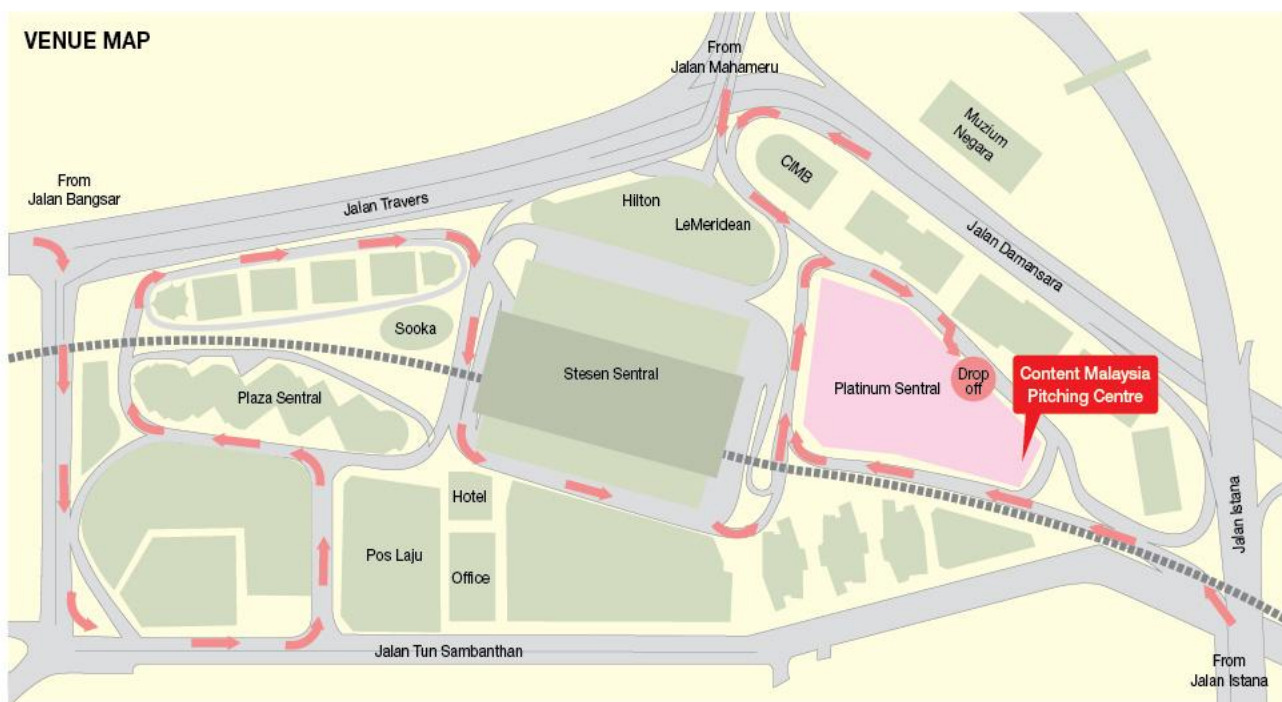 VENUE MAP
From
Jalan Mahameru
Muzium
Negara
CIMB
From
Jalan Bangsar
Jalan Travers
Hilton
LeMeridean
Jalan Damansara
Sooka
Stesen Sentral
Plaza Sentral
Platinum Sentral
Drop
off
Content Malaysia
Pitching Centre
Jalan Istana
Hotel
Pos Laju
Office
Jalan Tun Sambanthan
From
Jalan Istana